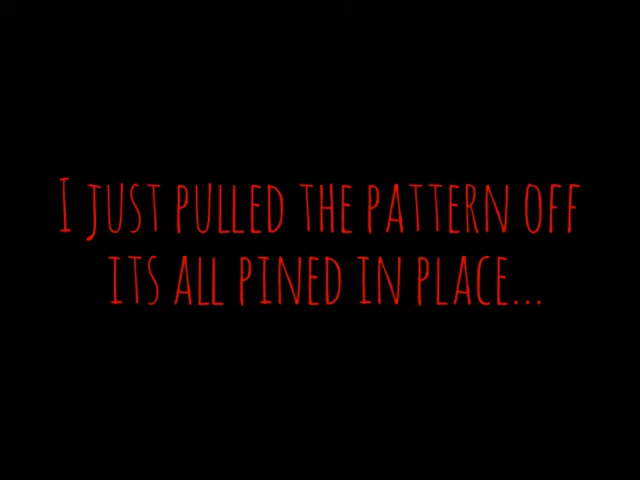 I JUST PULLED THE PATTERN OFF
ITS ALL PINED IN PLACE...